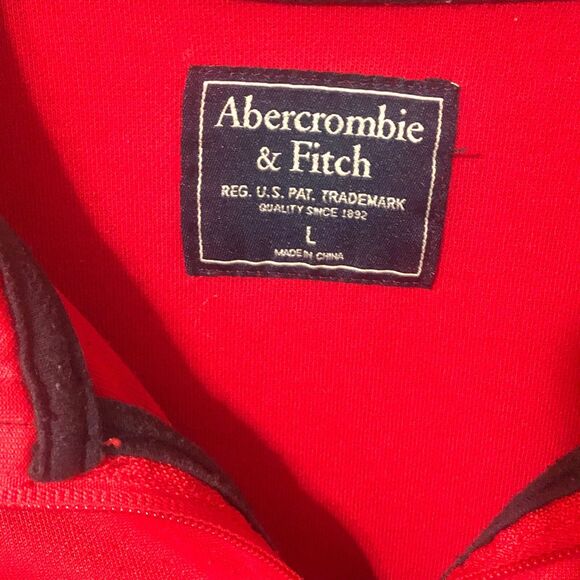 Abercrombie
& Fitch
REG. U.S. PAT. TRADEMARK
QUALITY SINCE 1892
L
MADE IN CHINA